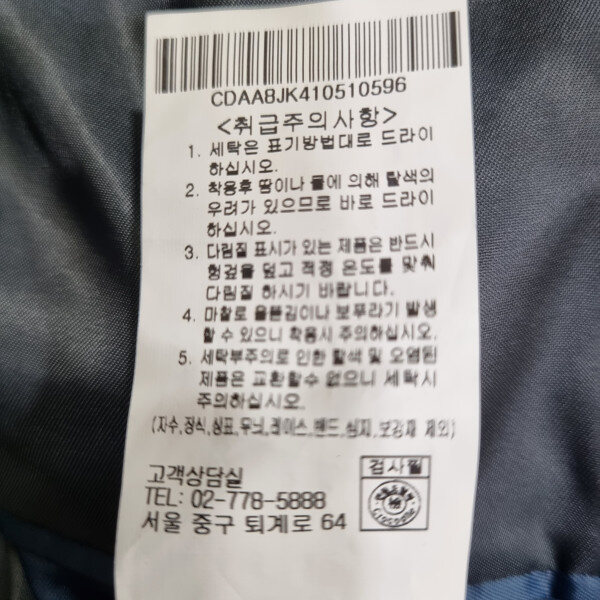 CDAA8JK410510596
<취급주의사항>
1. 세탁은 표기방법대로 드라이
하십시오.
2. 착용후 땀이나 물에 의해 탈색의
우려가 있으므로 바로 드라이
하십시오.
3. 다림질 표시가 있는 제품은 반드시
헝겊을 덮고 적정 온도를 맞춰
다림질 하시기 바랍니다.
4. 마찰로 올뜯김이나 보푸라기 발생
할 수 있으니 착용시 주의하십시오.
5. 세탁부주의로 인한 탈색 및 오염된
제품은 교환할수 없으니 세탁시
주의하십시오.
(자수,장식,상표,무늬,레이스,밴드,심지,보강재 제외)
고객상담실
TEL: 02-778-5888
서울 중구 퇴계로 64
검사필
Crocodile